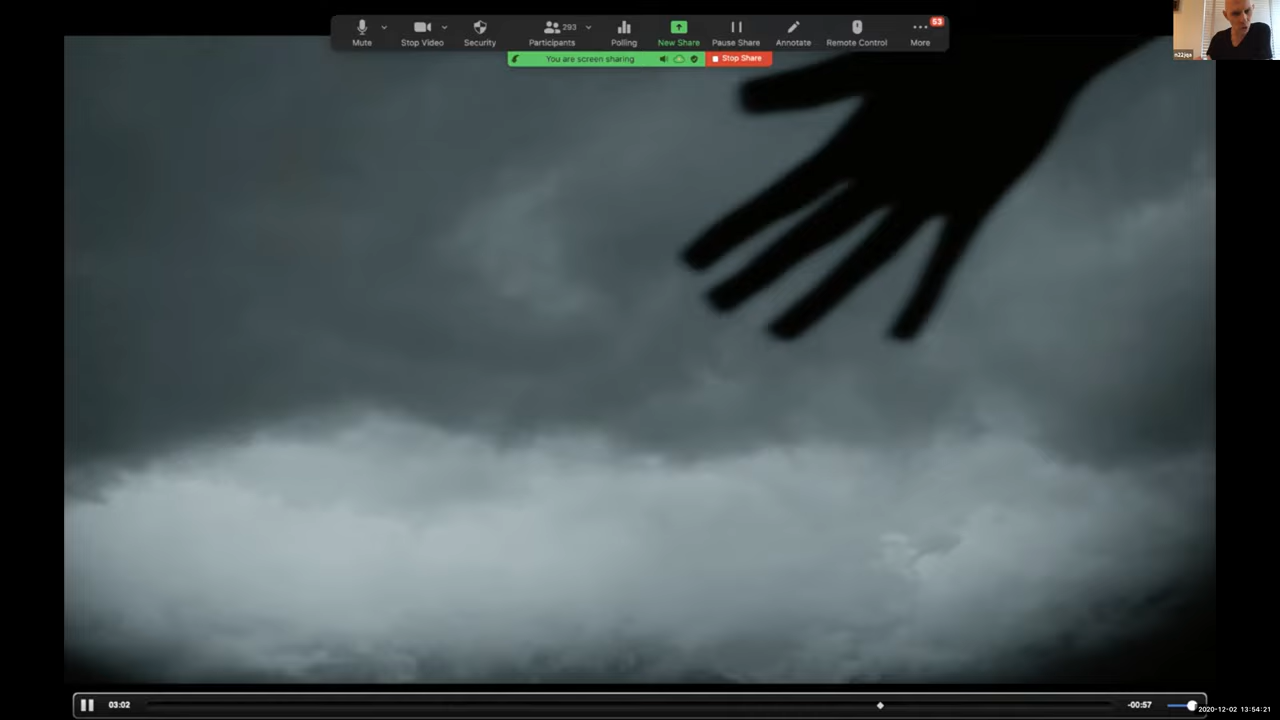 Mute
Stop Video
Security
293
Participants
Polling
New Share
Pause Share
Annotate
Remote Control
53
More
You are screen sharing
Stop Share
n22jqx
03:02
-00:57
2020-12-02 13:54:21